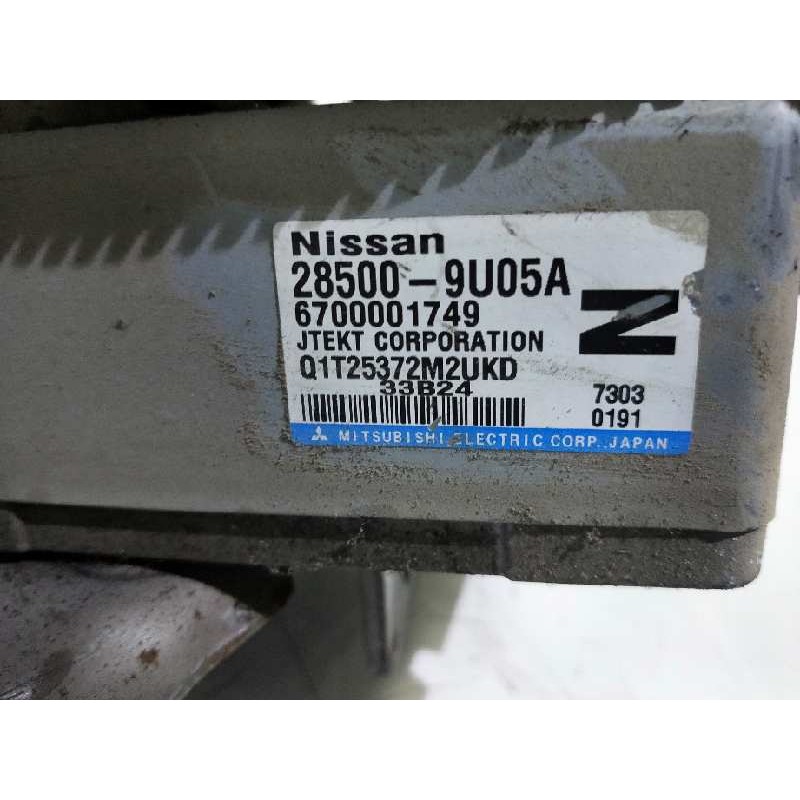 Nissan
28500-9U05A
6700001749
JTEKT CORPORATION
Q1T25372M2UKD
33B24
N
7303
0191
MITSUBISHI ELECTRIC CORP. JAPAN